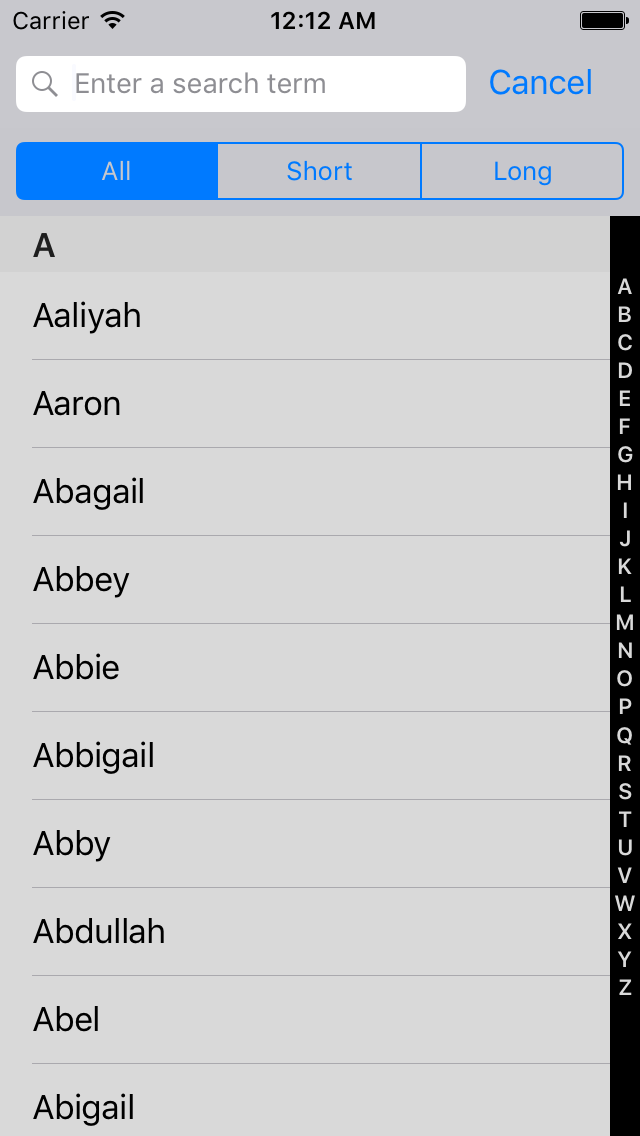 Carrier 12:12 AM
Enter a search term Cancel
All Short Long
A
Aaliyah
Aaron
Abagail
Abbey
Abbie
Abbigail
Abby
Abdullah
Abel
Abigail
A
B
C
D
E
F
G
H
I
J
K
L
M
N
O
P
Q
R
S
T
U
V
W
X
Y
Z